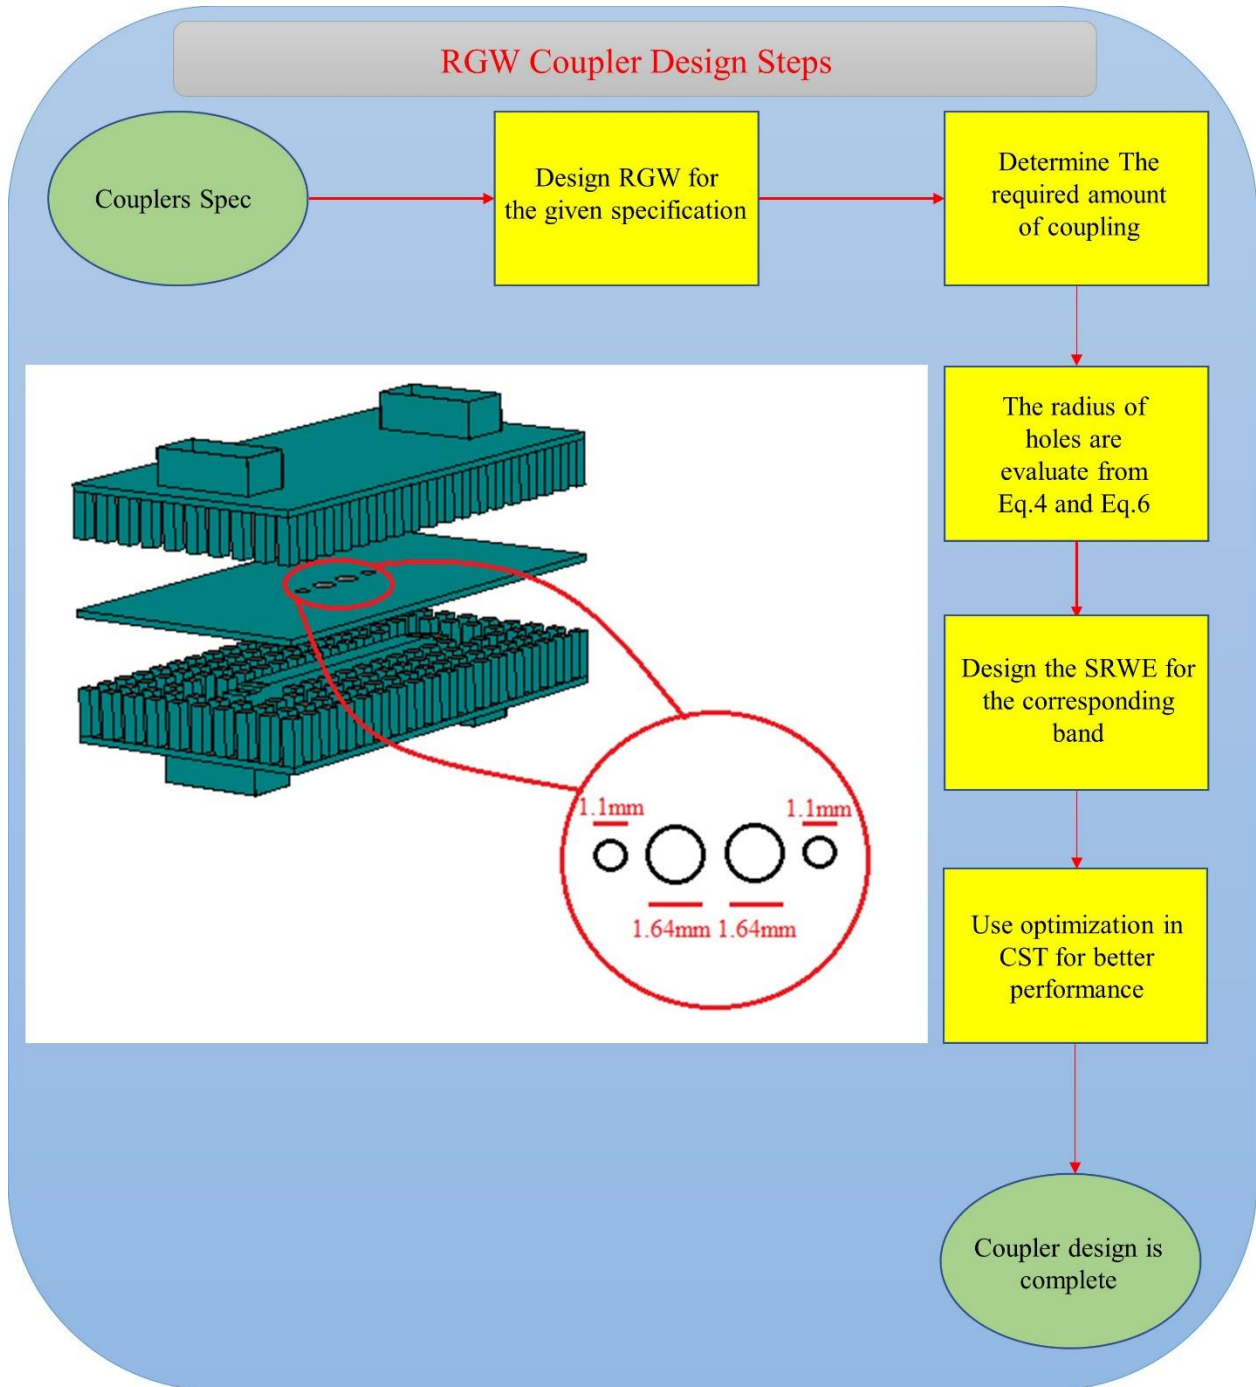 RGW Coupler Design Steps
Couplers Spec
Design RGW for
the given specification
Determine The
required amount
of coupling
The radius of
holes are
evaluate from
Eq.4 and Eq.6
Design the SRWE for
the corresponding
band
Use optimization in
CST for better
performance
Coupler design is
complete
1.1mm
1.1mm
1.64mm 1.64mm